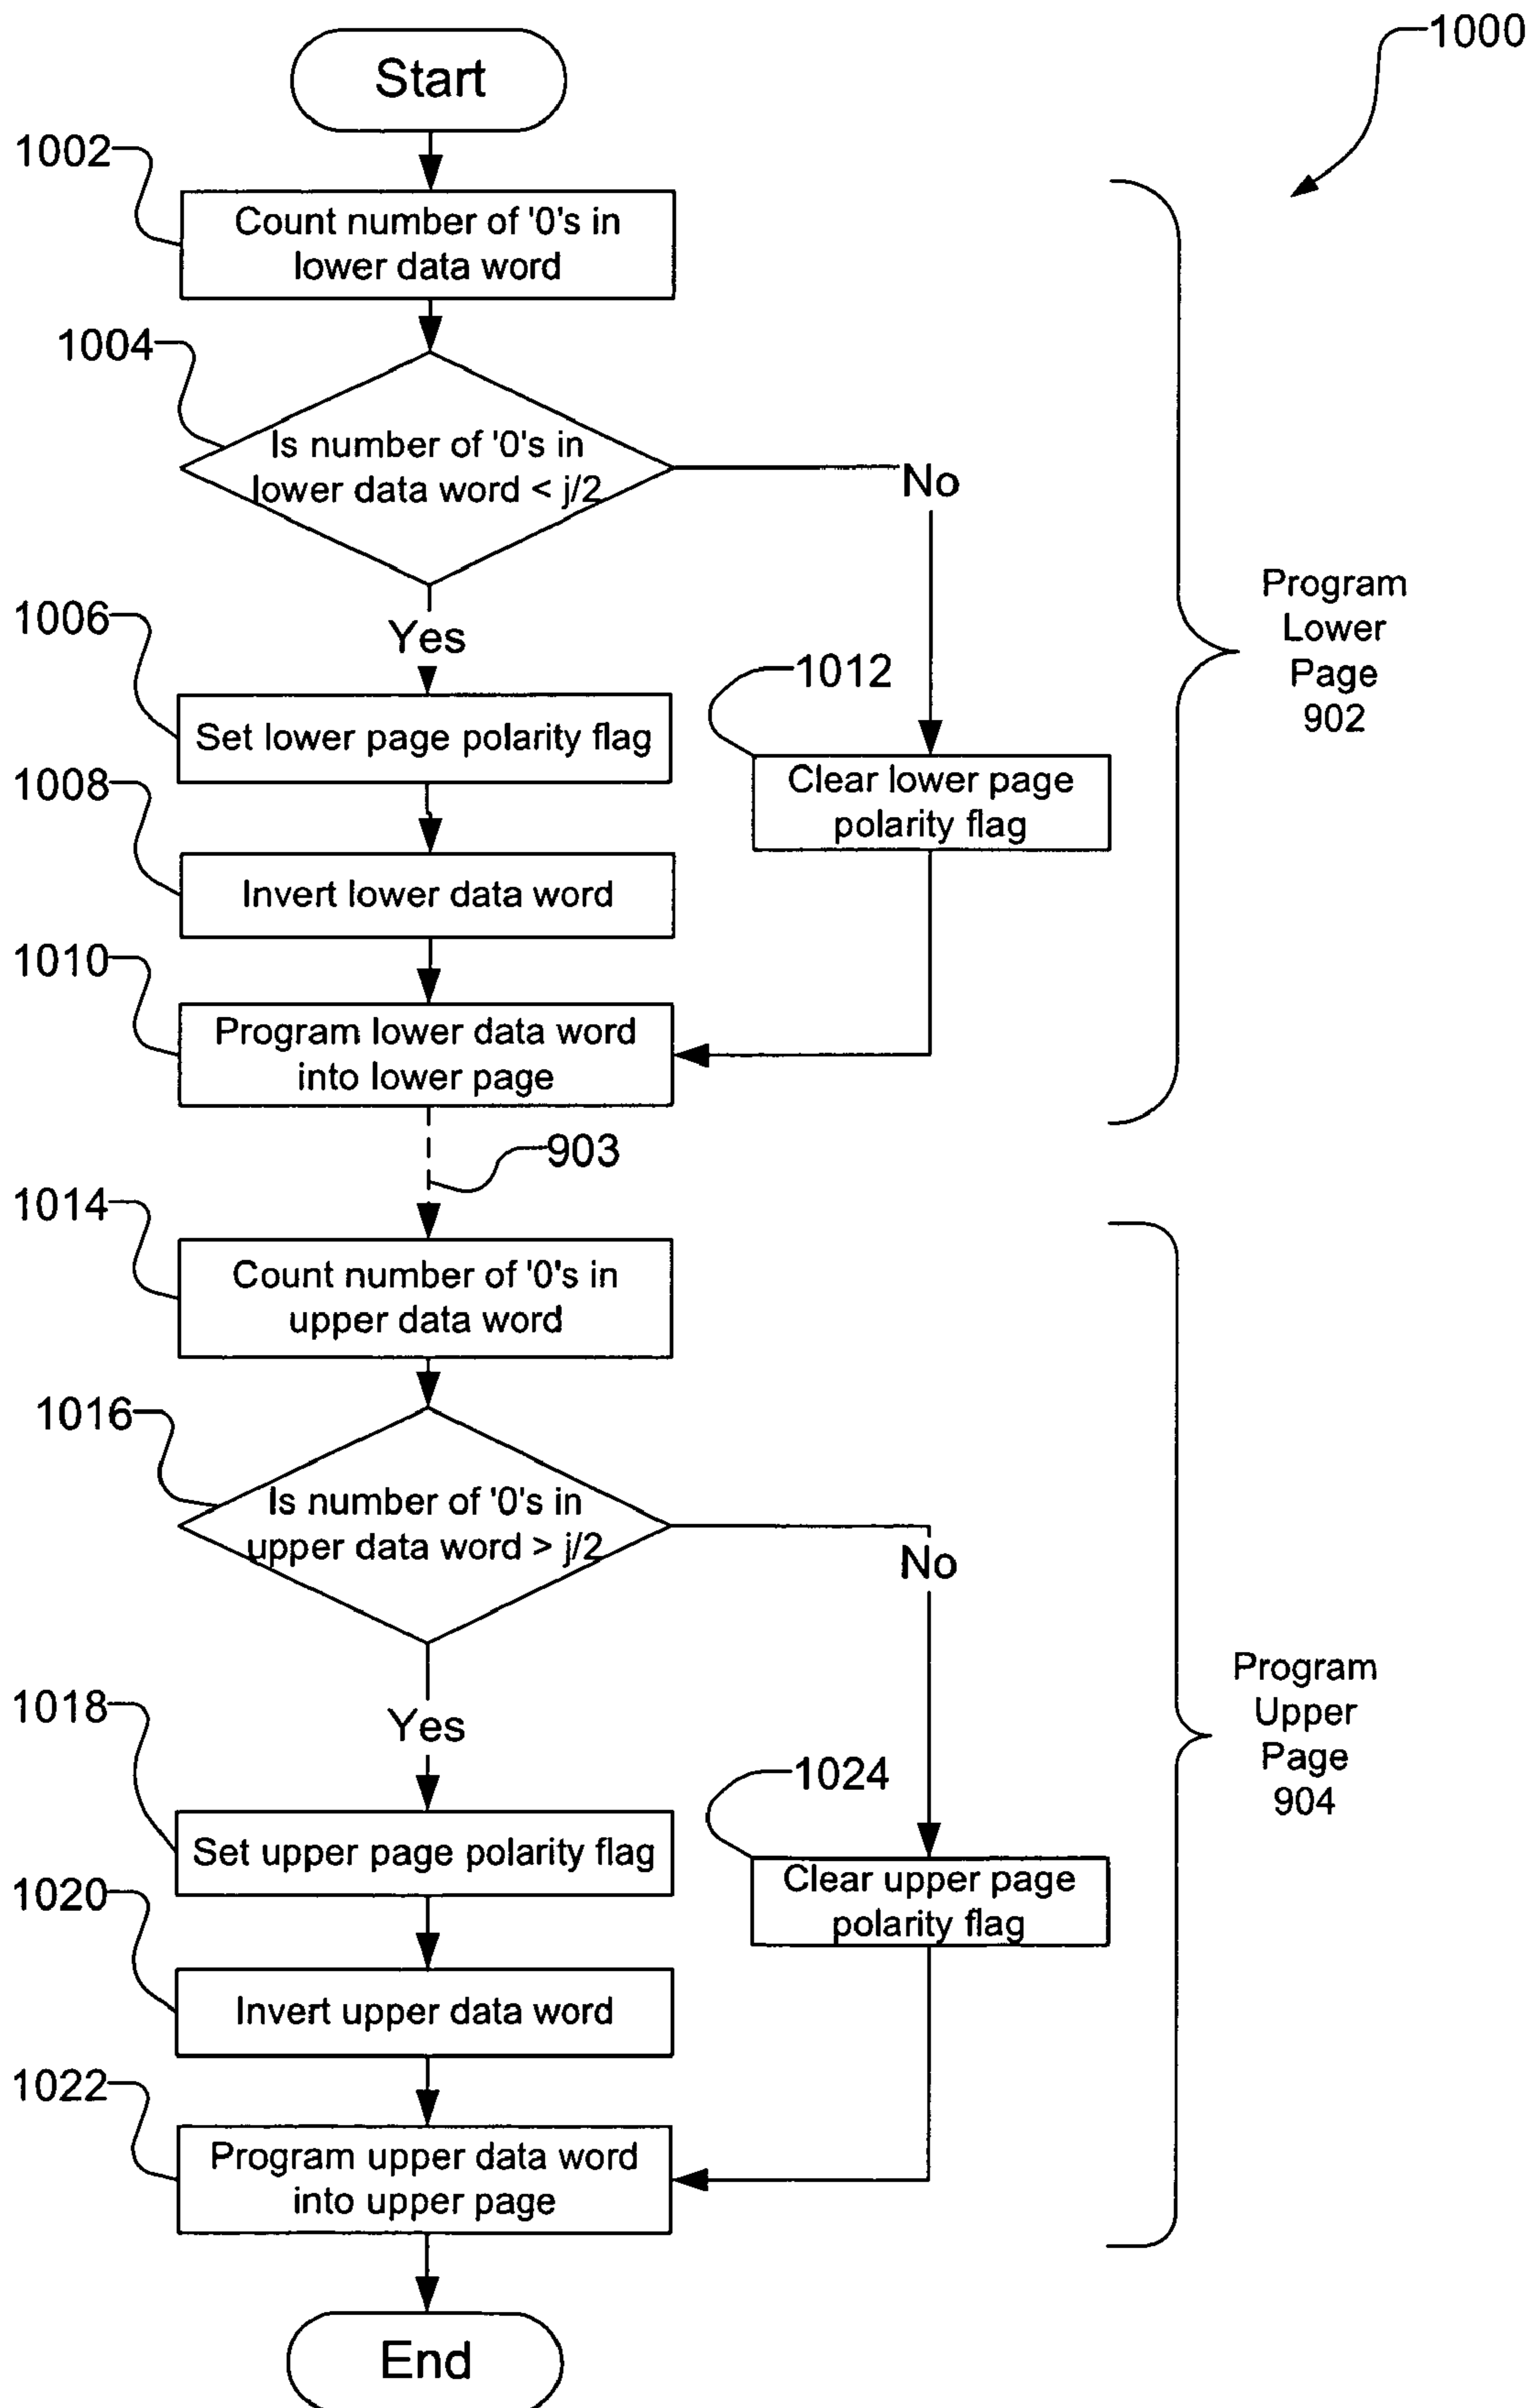 1000
Start
1002
Count number of '0's in
lower data word
1004
Is number of '0's in
lower data word < j/2
No
Yes
1006
Set lower page polarity flag
1012
Clear lower page
polarity flag
Program
Lower
Page
902
1008
Invert lower data word
1010
Program lower data word
into lower page
903
1014
Count number of '0's in
upper data word
1016
Is number of '0's in
upper data word > j/2
No
Yes
1018
Set upper page polarity flag
1024
Clear upper page
polarity flag
Program
Upper
Page
904
1020
Invert upper data word
1022
Program upper data word
into upper page
End